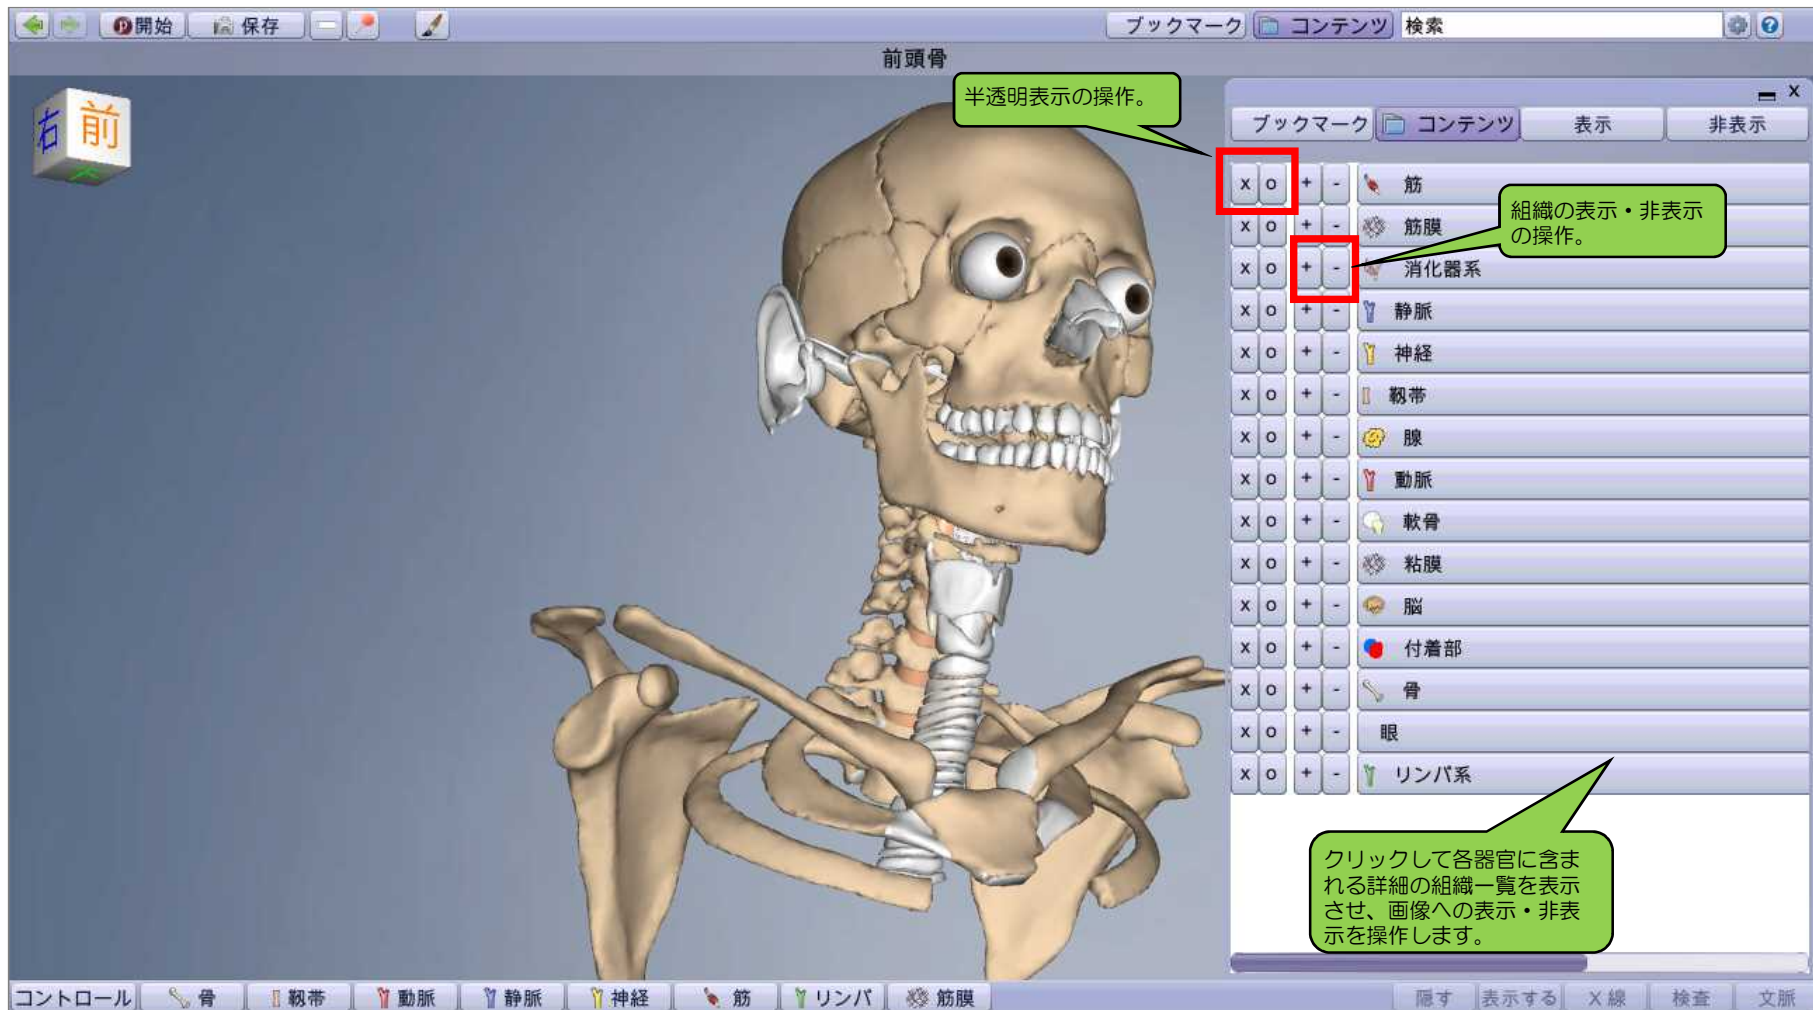 開始 保存 ブックマーク コンテンツ 検索
前頭骨
右 前
半透明表示の操作。
ブックマーク コンテンツ 表示 非表示
x o + - 筋
x o + - 筋膜
組織の表示・非表示
の操作。
x o + - 消化器系
x o + - 静脈
x o + - 神経
x o + - 靱帯
x o + - 腺
x o + - 動脈
x o + - 軟骨
x o + - 粘膜
x o + - 脳
x o + - 付着部
x o + - 骨
x o + - 眼
x o + - リンパ系
クリックして各器官に含ま
れる詳細の組織一覧を表示
させ、画像への表示・非表
示を操作します。
コントロール 骨 靱帯 動脈 静脈 神経 筋 リンパ 筋膜 隠す 表示する X線 検査 文脈